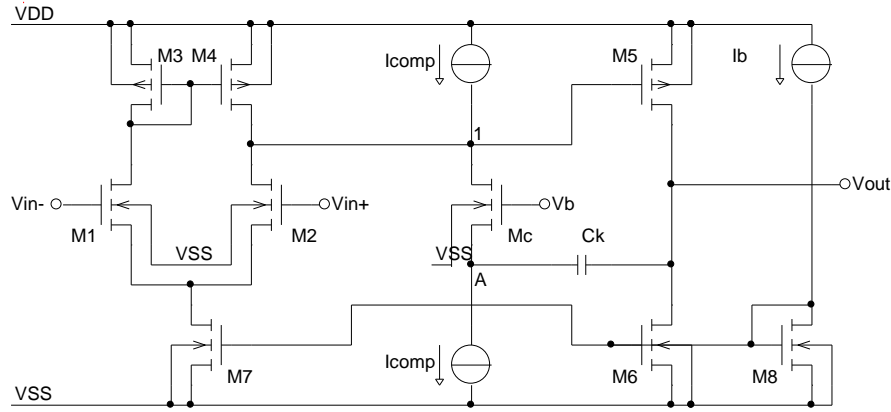 VDD
M3
M4
Icomp
M5
Ib
1
Vin-
Vin+
Vb
Vout
M1
VSS
M2
Mc
Ck
VSS
A
M7
Icomp
M6
M8
VSS